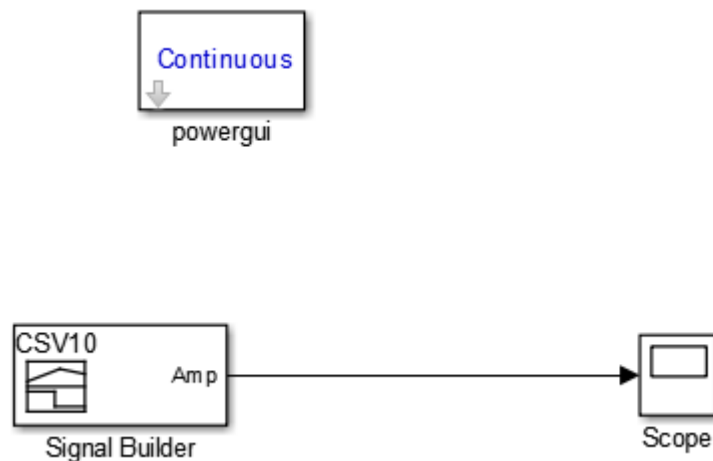 Continuous
powergui
CSV10
Amp
Signal Builder
Scope